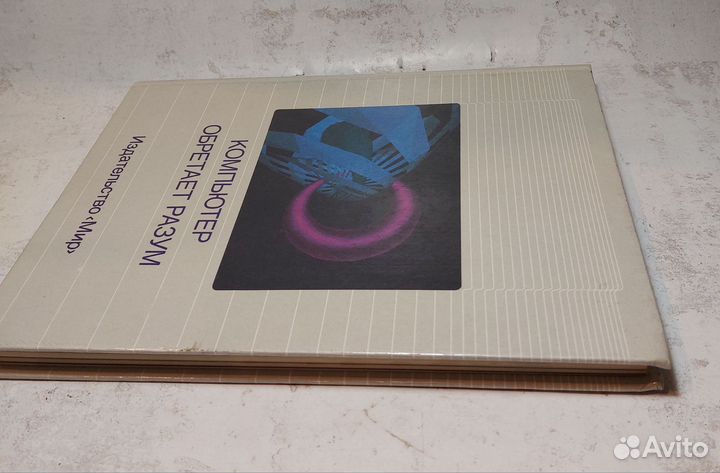 КОМПЬЮТЕР
ОБРЕТАЕТ РАЗУМ
Издательство «Мир»
Avito